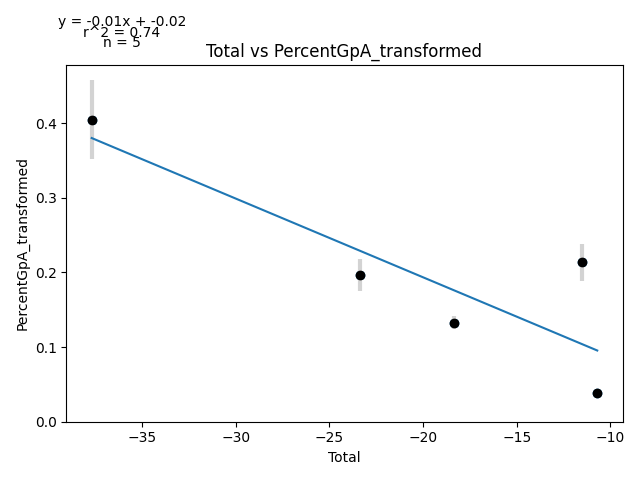 y = -0.01x + -0.02
r^2 = 0.74
n = 5
Total vs PercentGpA_transformed
PercentGpA_transformed
0.4
0.3
0.2
0.1
0.0
−35
−30
−25
−20
−15
−10
Total